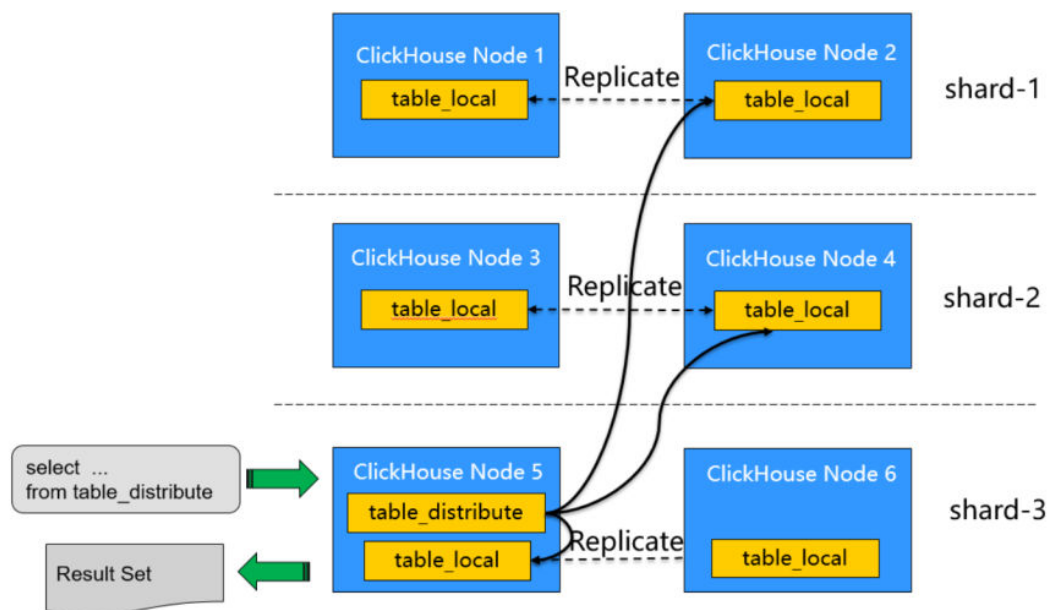 ClickHouse Node 1
table_local
Replicate
ClickHouse Node 2
table_local
shard-1
ClickHouse Node 3
table_local
Replicate
ClickHouse Node 4
table_local
shard-2
select ...
from table_distribute
ClickHouse Node 5
table_distribute
table_local
Replicate
ClickHouse Node 6
table_local
shard-3
Result Set